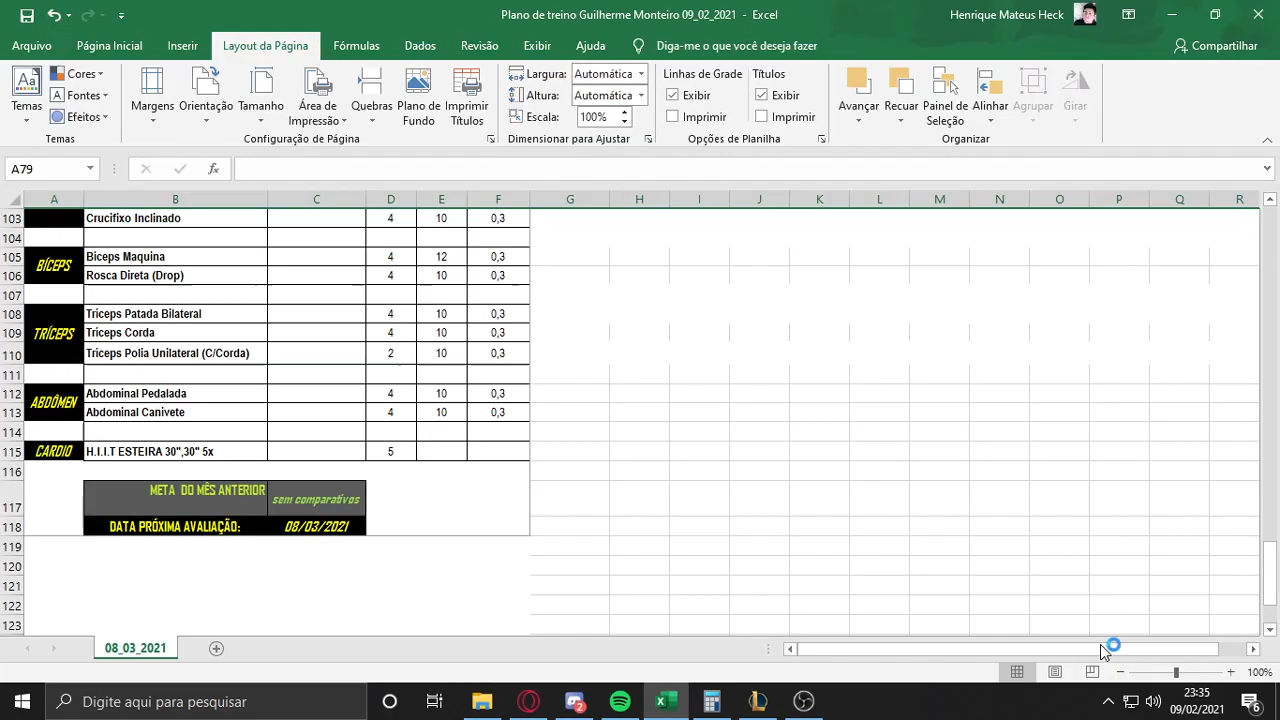 Plano de treino Guilherme Monteiro 09_02_2021 - Excel
Henrique Mateus Heck
Arquivo Página Inicial Inserir Layout da Página Fórmulas Dados Revisão Exibir Ajuda Diga-me o que você deseja fazer Compartilhar
Aa
Temas
Cores
Fontes
Efeitos
Temas
Margens
Orientação
Tamanho
Área de Impressão
Quebras
Plano de Fundo
Imprimir Títulos
Configuração de Página
Largura: Automática
Altura: Automática
Escala: 100%
Dimensionar para Ajustar
Linhas de Grade
Exibir
Imprimir
Títulos
Exibir
Imprimir
Opções de Planilha
Avançar
Recuar
Painel de Seleção
Alinhar
Agrupar
Girar
Organizar
A79 fx
A B C D E F G H I J K L M N O P Q R
103 Crucifixo Inclinado 4 10 0,3
104
BÍCEPS
105 Biceps Maquina 4 12 0,3
106 Rosca Direta (Drop) 4 10 0,3
107
TRÍCEPS
108 Triceps Patada Bilateral 4 10 0,3
109 Triceps Corda 4 10 0,3
110 Triceps Polia Unilateral (C/Corda) 2 10 0,3
111
ABDÔMEN
112 Abdominal Pedalada 4 10 0,3
113 Abdominal Canivete 4 10 0,3
114
115 CARDIO H.I.I.T ESTEIRA 30",30" 5x 5
116
117 META DO MÊS ANTERIOR sem comparativos
118 DATA PRÓXIMA AVALIAÇÃO: 08/03/2021
119
120
121
122
123
08_03_2021
100%
Digite aqui para pesquisar
2
23:35
09/02/2021
6